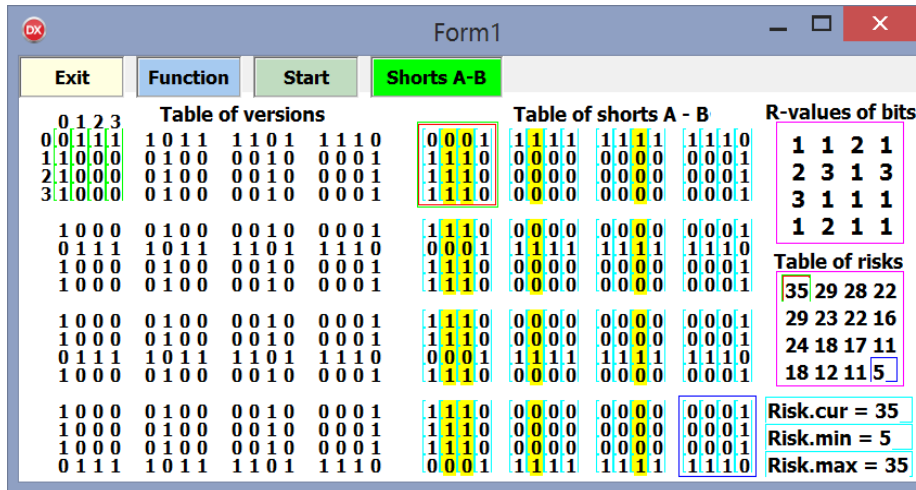 DX Form1
Exit Function Start Shorts A-B
Table of versions Table of shorts A - B
0 1 2 3
0 0 1 1 1 1 0 1 1 1 1 0 1 1 1 1 0 0 0 0 1 1 1 1 1 1 1 1 1 1 1 1 0
1 1 0 0 0 0 1 0 0 0 0 1 0 0 0 0 1 1 1 1 0 0 0 0 0 0 0 0 0 0 0 0 1
2 1 0 0 0 0 1 0 0 0 0 1 0 0 0 0 1 1 1 1 0 0 0 0 0 0 0 0 0 0 0 0 1
3 1 0 0 0 0 1 0 0 0 0 1 0 0 0 0 1 1 1 1 0 0 0 0 0 0 0 0 0 0 0 0 1
1 0 0 0 0 1 0 0 0 0 1 0 0 0 0 1 1 1 1 0 0 0 0 0 0 0 0 0 0 0 0 1
0 1 1 1 1 0 1 1 1 1 0 1 1 1 1 0 0 0 0 1 1 1 1 1 1 1 1 1 1 1 1 0
1 0 0 0 0 1 0 0 0 0 1 0 0 0 0 1 1 1 1 0 0 0 0 0 0 0 0 0 0 0 0 1
1 0 0 0 0 1 0 0 0 0 1 0 0 0 0 1 1 1 1 0 0 0 0 0 0 0 0 0 0 0 0 1
1 0 0 0 0 1 0 0 0 0 1 0 0 0 0 1 1 1 1 0 0 0 0 0 0 0 0 0 0 0 0 1
1 0 0 0 0 1 0 0 0 0 1 0 0 0 0 1 1 1 1 0 0 0 0 0 0 0 0 0 0 0 0 1
0 1 1 1 1 0 1 1 1 1 0 1 1 1 1 0 0 0 0 1 1 1 1 1 1 1 1 1 1 1 1 0
1 0 0 0 0 1 0 0 0 0 1 0 0 0 0 1 1 1 1 0 0 0 0 0 0 0 0 0 0 0 0 1
1 0 0 0 0 1 0 0 0 0 1 0 0 0 0 1 1 1 1 0 0 0 0 0 0 0 0 0 0 0 0 1
1 0 0 0 0 1 0 0 0 0 1 0 0 0 0 1 1 1 1 0 0 0 0 0 0 0 0 0 0 0 0 1
1 0 0 0 0 1 0 0 0 0 1 0 0 0 0 1 1 1 1 0 0 0 0 0 0 0 0 0 0 0 0 1
0 1 1 1 1 0 1 1 1 1 0 1 1 1 1 0 0 0 0 1 1 1 1 1 1 1 1 1 1 1 1 0
R-values of bits
1 1 2 1
2 3 1 3
3 1 1 1
1 2 1 1
Table of risks
35 29 28 22
29 23 22 16
24 18 17 11
18 12 11 5
Risk.cur = 35
Risk.min = 5
Risk.max = 35